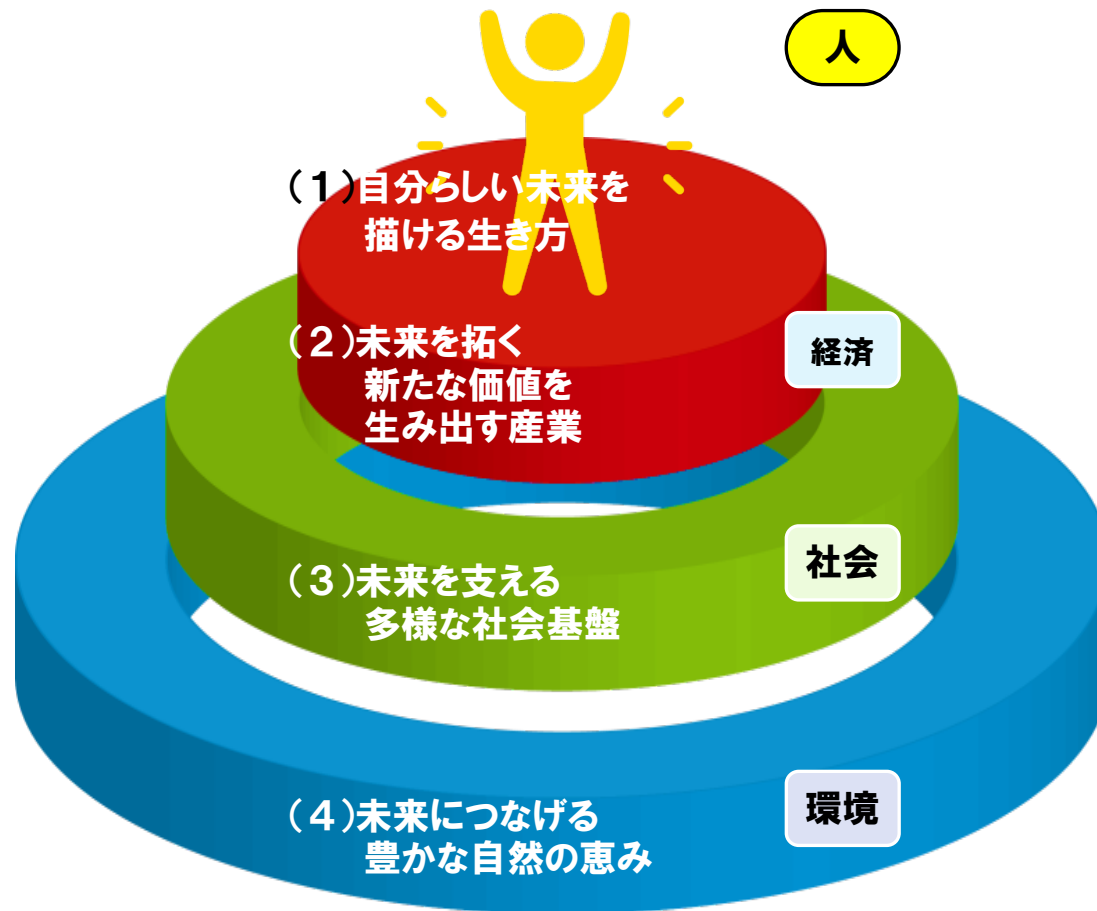 人
（１）自分らしい未来を
描ける生き方
（２）未来を拓く
新たな価値を
生み出す産業
経済
（３）未来を支える
多様な社会基盤
社会
（４）未来につなげる
豊かな自然の恵み
環境